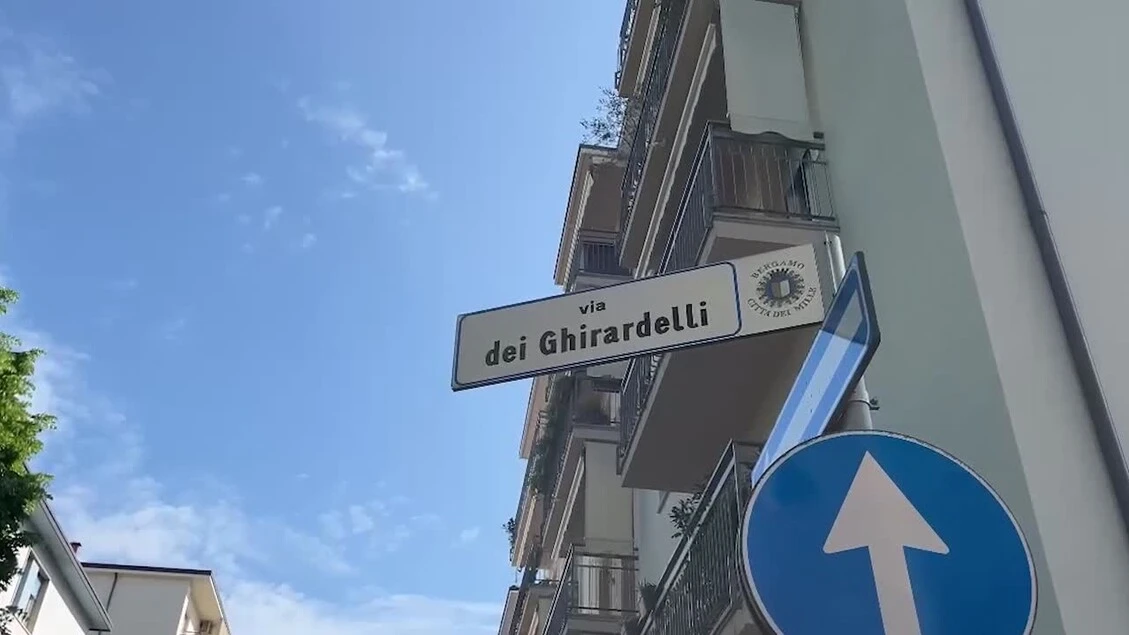 via
dei Ghirardelli
BERGAMO
CITTÀ DEI MILLE